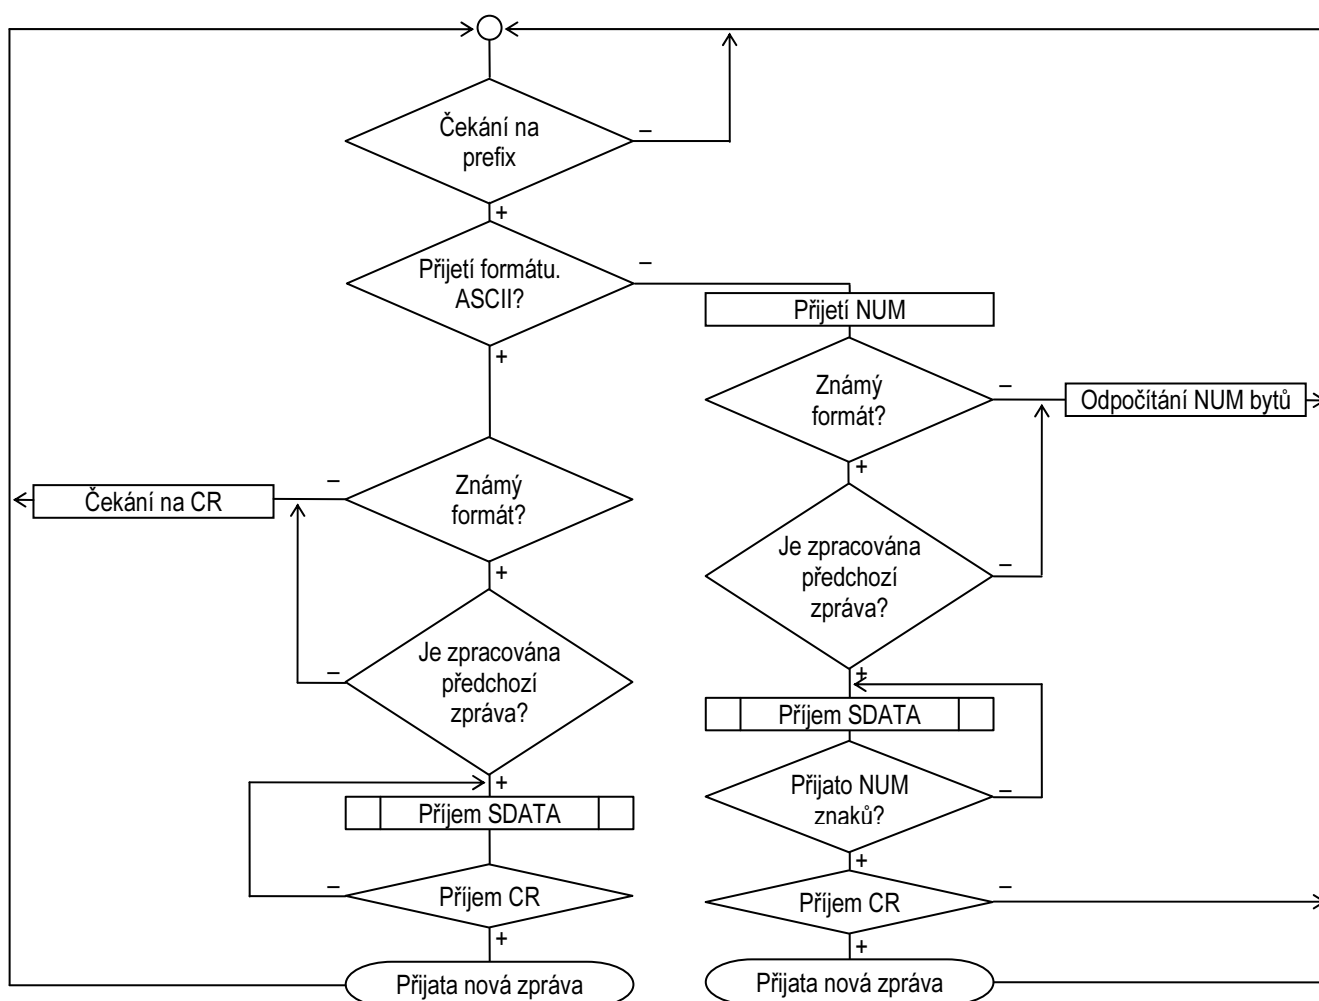 Čekání na
prefix
–
+
Přijetí formátu.
ASCII?
–
+
Přijetí NUM
Známý
formát?
–
Odpočítání NUM bytů
+
Známý
formát?
–
Čekání na CR
+
Je zpracována
předchozí
zpráva?
–
+
Je zpracována
předchozí
zpráva?
–
+
Příjem SDATA
Přijato NUM
znaků?
–
+
Příjem SDATA
Příjem CR
–
+
Příjem CR
–
+
Přijata nová zpráva
Přijata nová zpráva